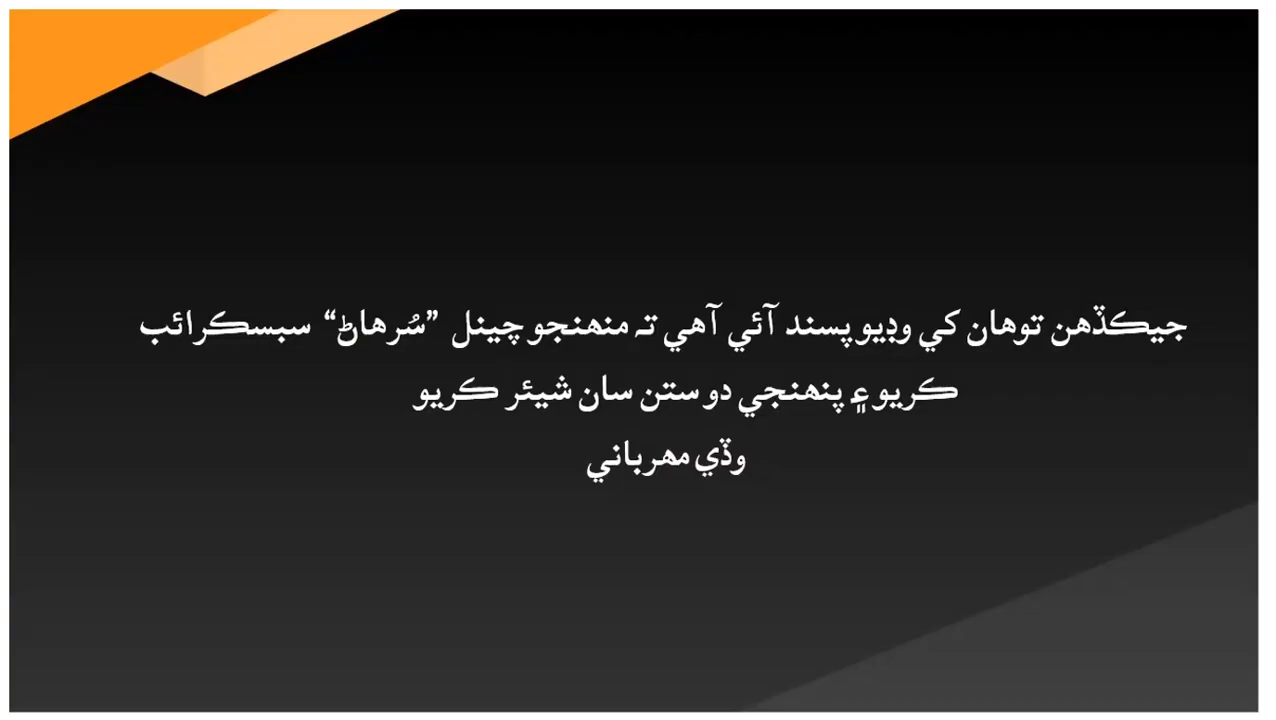 جيڪڏهن توهان کي وڊيو پسند آئي آهي ته منهنجو چينل ”سُرهاڻ“ سبسڪرائب
ڪريو ۽ پنهنجي دوستن سان شيئر ڪريو
وڏي مهرباني